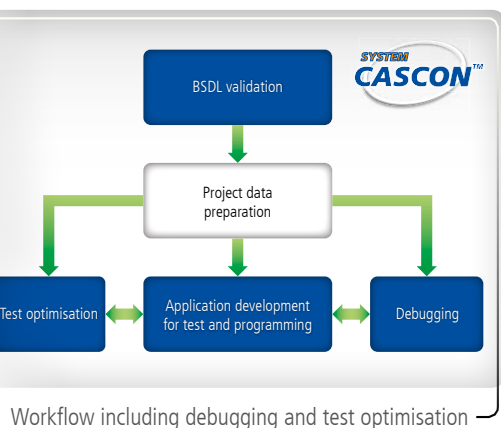 SYSTEM
CASCON™
BSDL validation
Project data
preparation
Test optimisation
Application development
for test and programming
Debugging
Workflow including debugging and test optimisation